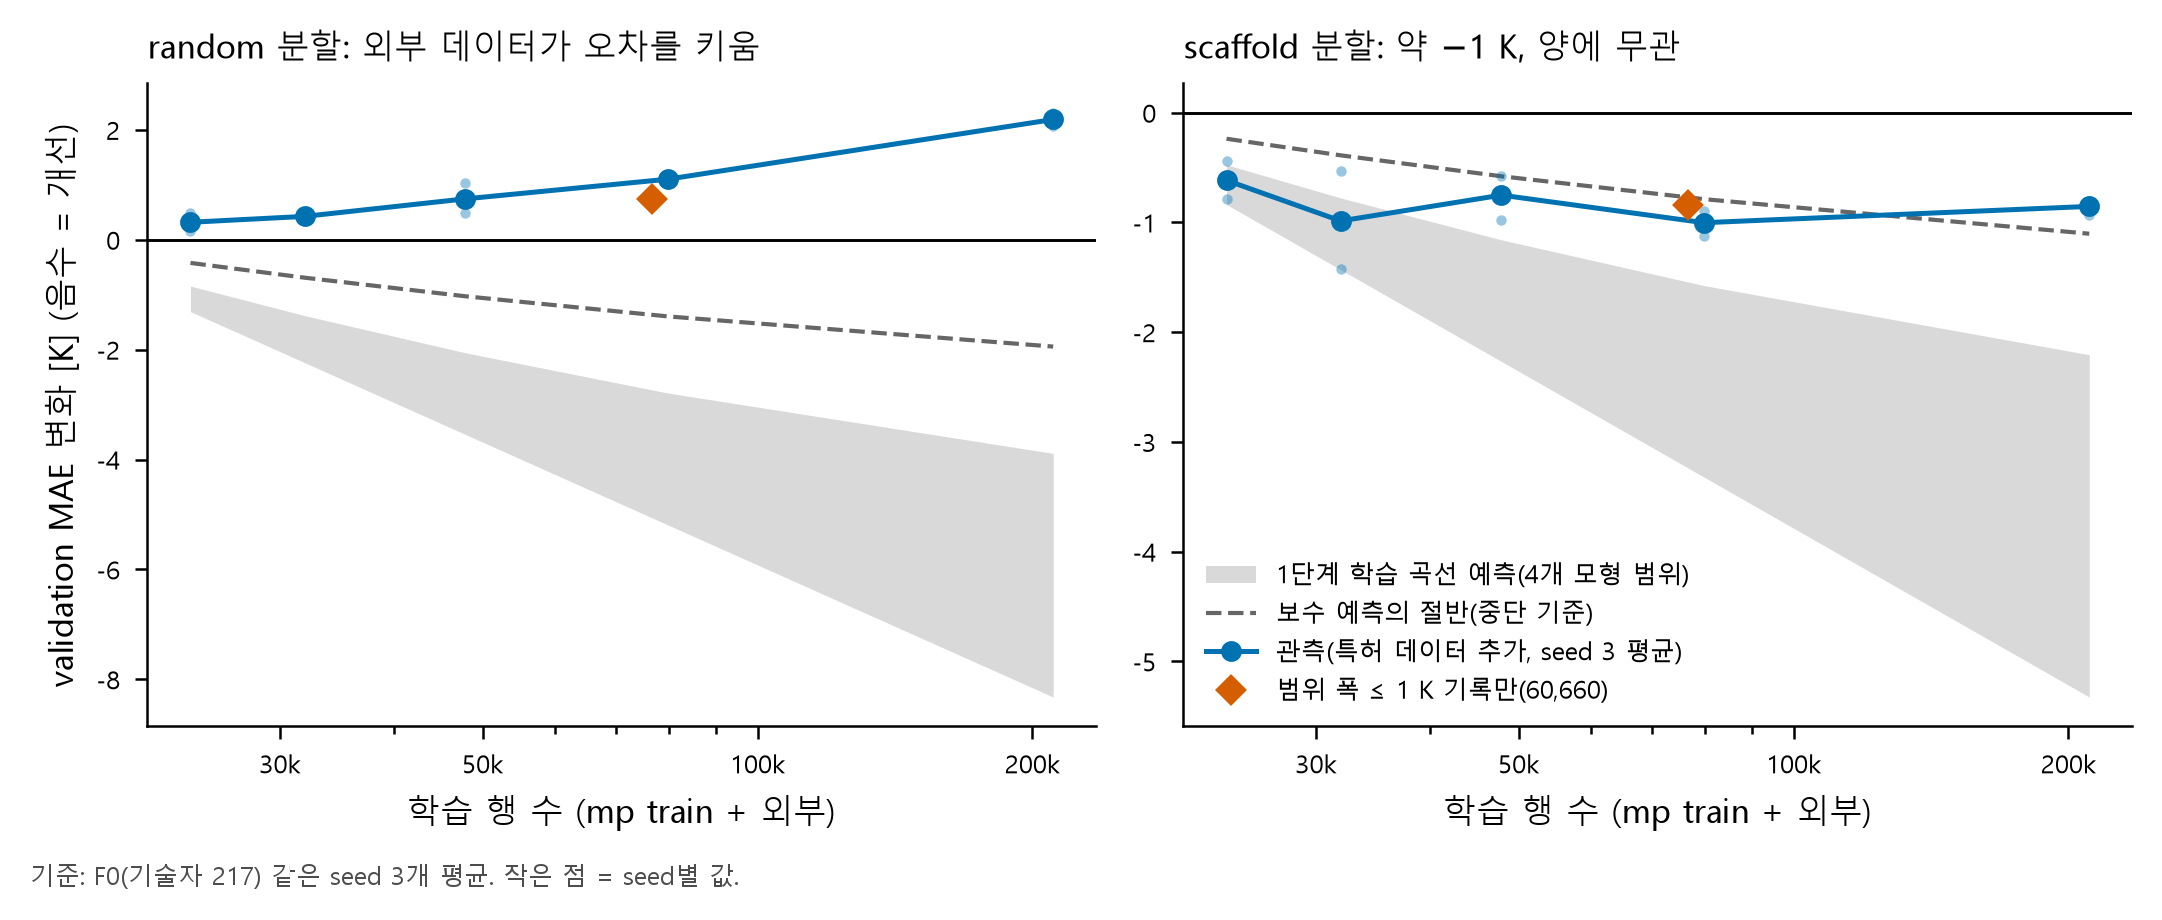 random 분할: 외부 데이터가 오차를 키움
validation MAE 변화 [K] (음수 = 개선)
2
0
-2
-4
-6
-8
30k
50k
100k
200k
학습 행 수 (mp train + 외부)
scaffold 분할: 약 −1 K, 양에 무관
0
-1
-2
-3
-4
-5
1단계 학습 곡선 예측(4개 모형 범위)
보수 예측의 절반(중단 기준)
관측(특허 데이터 추가, seed 3 평균)
범위 폭 ≤ 1 K 기록만(60,660)
30k
50k
100k
200k
학습 행 수 (mp train + 외부)
기준: F0(기술자 217) 같은 seed 3개 평균. 작은 점 = seed별 값.